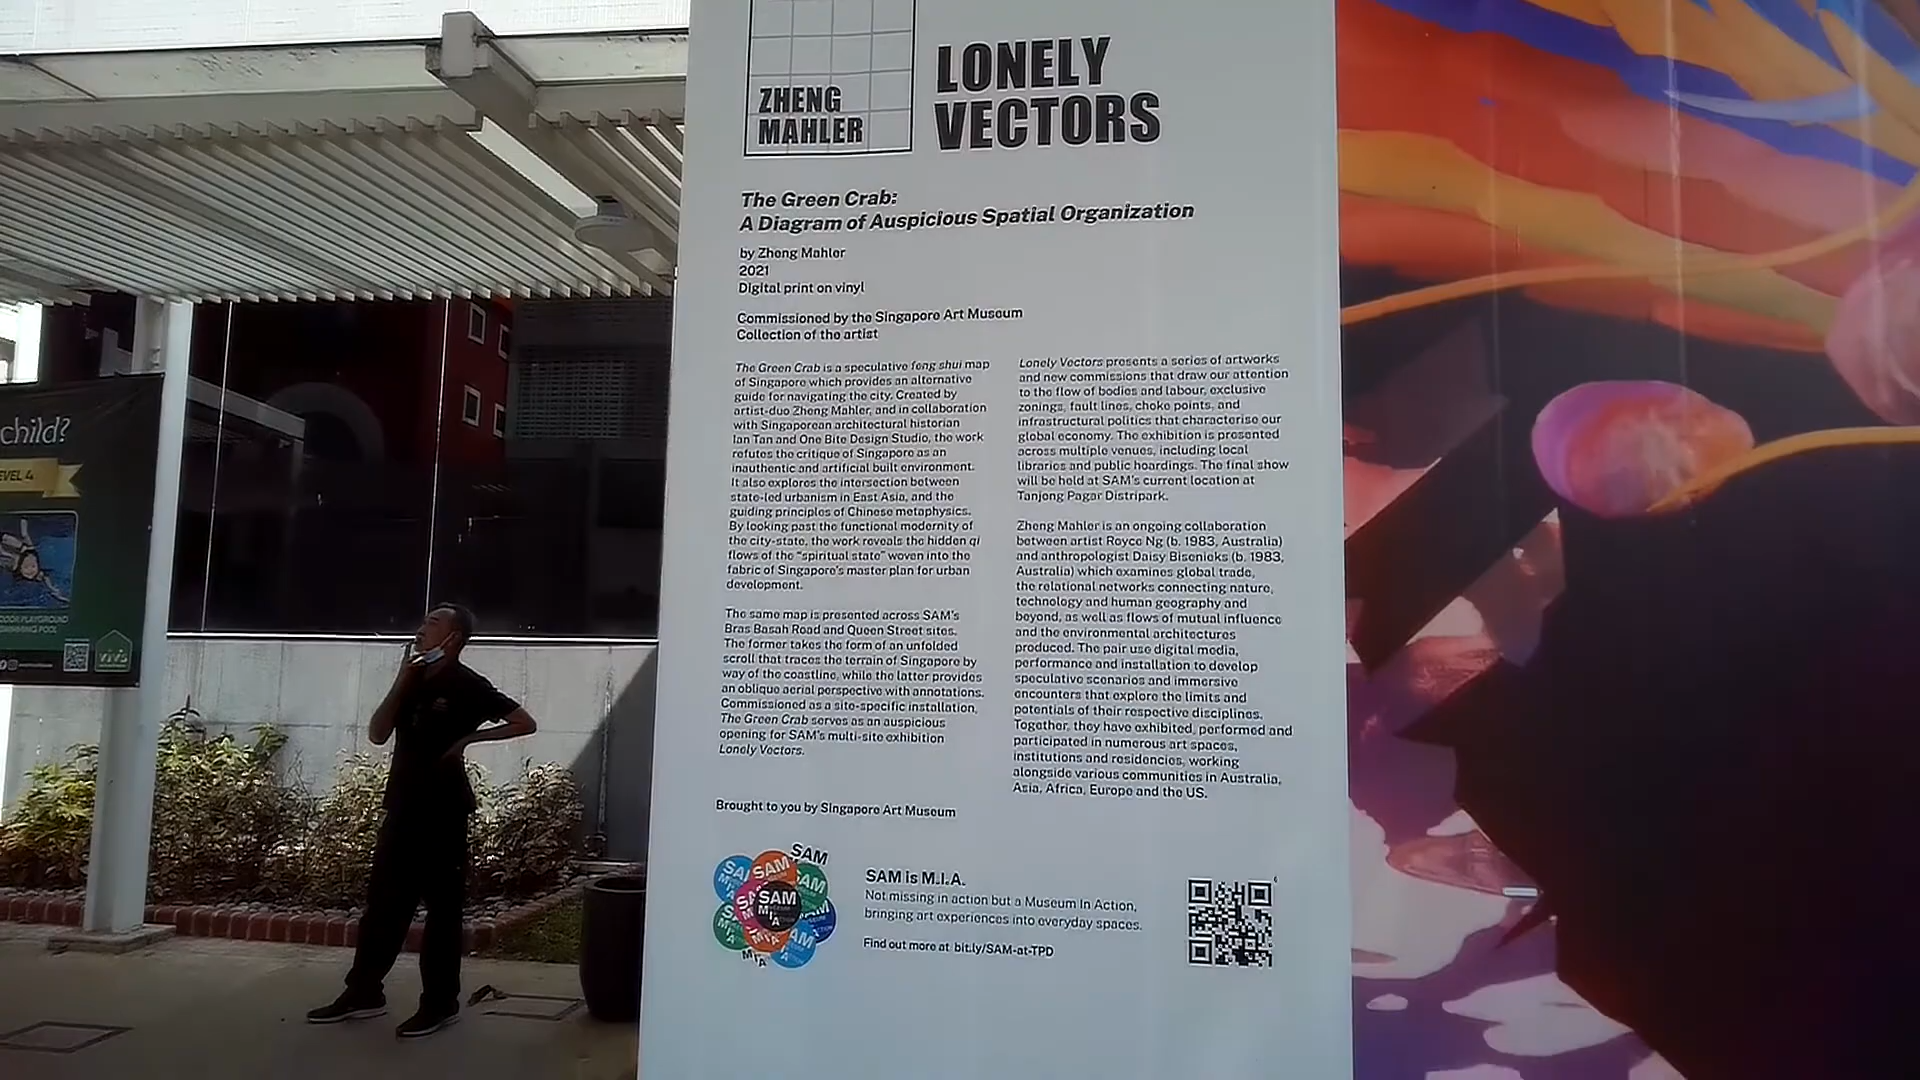 child?
LEVEL 4
SWIMMING POOL
vivis
ZHENG
MAHLER
LONELY
VECTORS
The Green Crab:
A Diagram of Auspicious Spatial Organization
by Zheng Mahler
2021
Digital print on vinyl
Commissioned by the Singapore Art Museum
Collection of the artist
The Green Crab is a speculative feng shui map
of Singapore which provides an alternative
guide for navigating the city. Created by
artist-duo Zheng Mahler, and in collaboration
with Singaporean architectural historian
Ian Tan and One Bite Design Studio, the work
refutes the critique of Singapore as an
inauthentic and artificial built environment.
It also explores the intersection between
state-led urbanism in East Asia, and the
guiding principles of Chinese metaphysics.
By looking past the functional modernity of
the city-state, the work reveals the hidden qi
flows of the "spiritual state" woven into the
fabric of Singapore's master plan for urban
development.
The same map is presented across SAM's
Bras Basah Road and Queen Street sites.
The former takes the form of an unfolded
scroll that traces the terrain of Singapore by
way of the coastline, while the latter provides
an oblique aerial perspective with annotations.
Commissioned as a site-specific installation,
The Green Crab serves as an auspicious
opening for SAM's multi-site exhibition
Lonely Vectors.
Lonely Vectors presents a series of artworks
and new commissions that draw our attention
to the flow of bodies and labour, exclusive
zonings, fault lines, choke points, and
infrastructural politics that characterise our
global economy. The exhibition is presented
across multiple venues, including local
libraries and public hoardings. The final show
will be held at SAM's current location at
Tanjong Pagar Distripark.
Zheng Mahler is an ongoing collaboration
between artist Royce Ng (b. 1983, Australia)
and anthropologist Daisy Bisenieks (b. 1983,
Australia) which examines global trade,
the relational networks connecting nature,
technology and human geography and
beyond, as well as flows of mutual influence
and the environmental architectures
produced. The pair use digital media,
performance and installation to develop
speculative scenarios and immersive
encounters that explore the limits and
potentials of their respective disciplines.
Together, they have exhibited, performed and
participated in numerous art spaces,
institutions and residencies, working
alongside various communities in Australia,
Asia, Africa, Europe and the US.
Brought to you by Singapore Art Museum
SAM
SAM
SAM
SAM
MIA
MIA
MIA
SAM is M.I.A.
Not missing in action but a Museum In Action,
bringing art experiences into everyday spaces.
Find out more at bit.ly/SAM-at-TPD